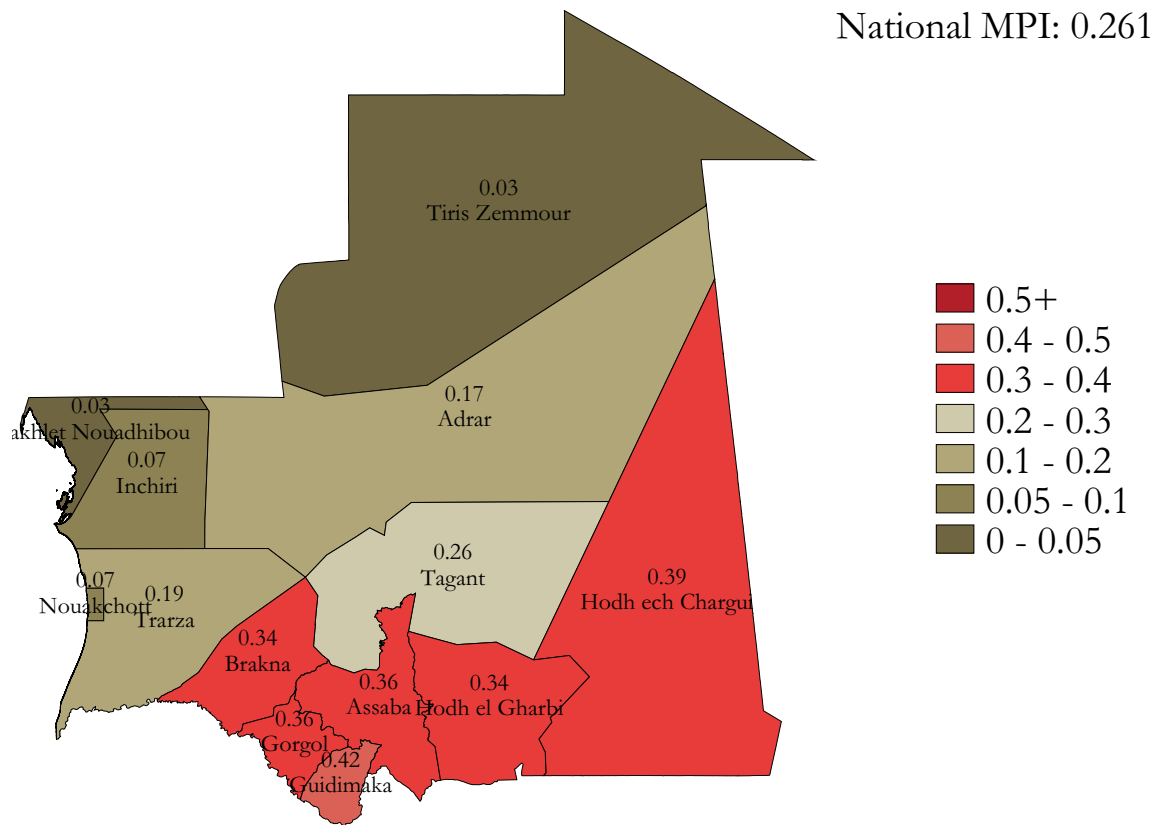 National MPI: 0.261
0.03
Tiris Zemmour
0.17
Adrar
0.03
akhlet Nouadhibou
0.07
Inchiri
0.26
Tagant
0.39
Hodh ech Chargui
0.07
Nouakchott
0.19
Trarza
0.34
Brakna
0.36
Assaba
0.34
Hodh el Gharbi
0.36
Gorgol
0.42
Guidimaka
0.5+
0.4 - 0.5
0.3 - 0.4
0.2 - 0.3
0.1 - 0.2
0.05 - 0.1
0 - 0.05